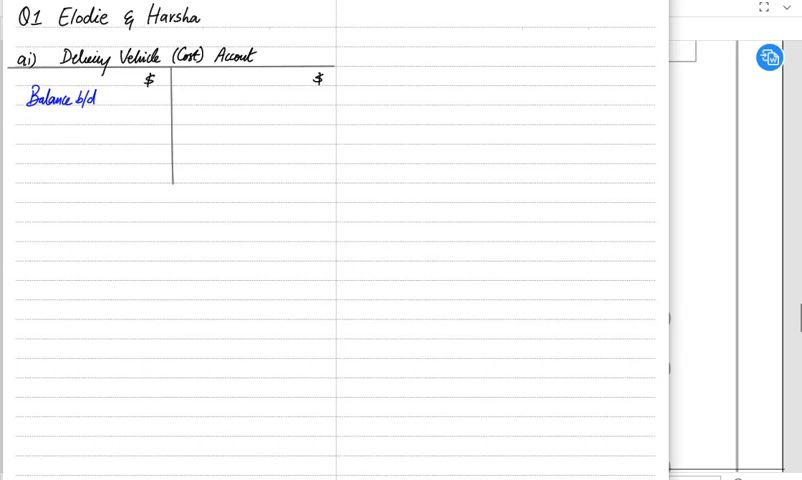 Q1 Elodie & Harsha
ai) Delivery Vehicle (Cost) Account
$ $
Balance b/d